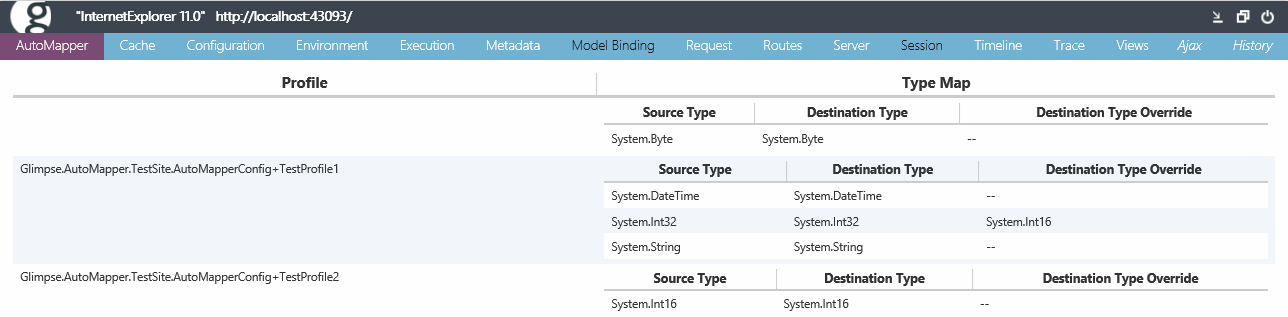 g "InternetExplorer 11.0" http://localhost:43093/
AutoMapper Cache Configuration Environment Execution Metadata Model Binding Request Routes Server Session Timeline Trace Views Ajax History
Profile Type Map
Source Type Destination Type Destination Type Override
System.Byte System.Byte --
Glimpse.AutoMapper.TestSite.AutoMapperConfig+TestProfile1 Source Type Destination Type Destination Type Override
System.DateTime System.DateTime --
System.Int32 System.Int32 System.Int16
System.String System.String --
Glimpse.AutoMapper.TestSite.AutoMapperConfig+TestProfile2 Source Type Destination Type Destination Type Override
System.Int16 System.Int16 --